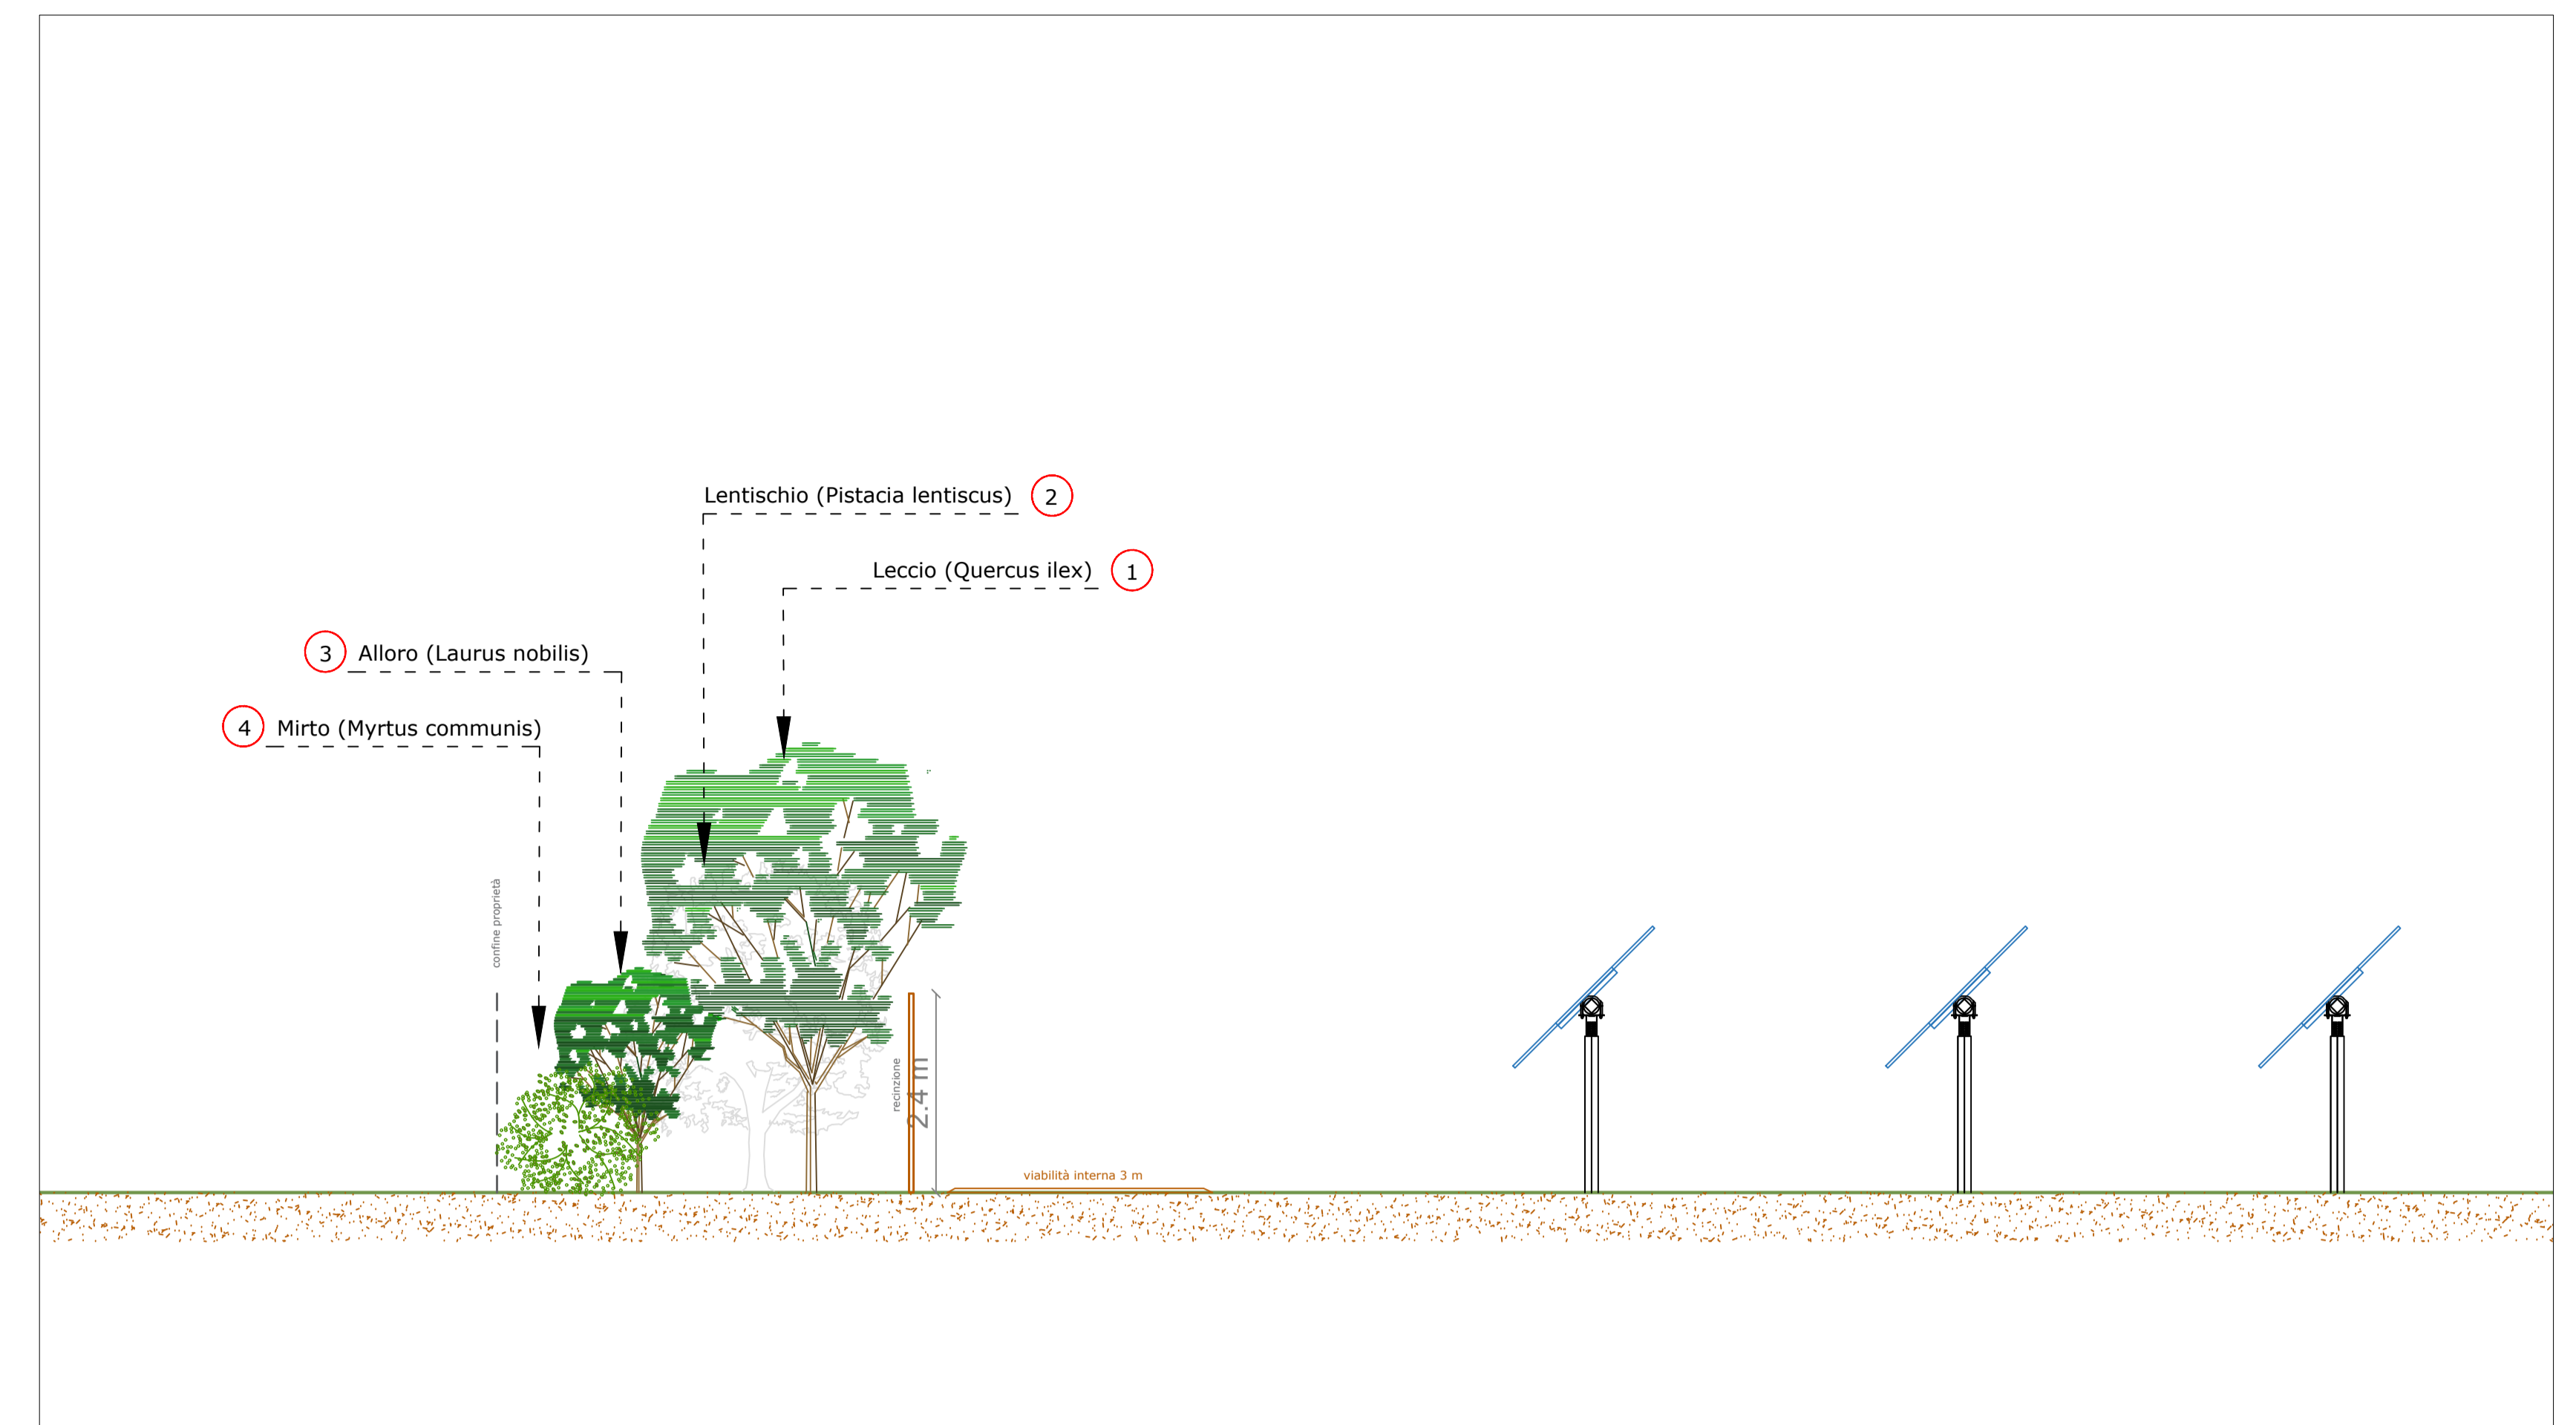 Lentischio (Pistacia lentiscus) 2
Leccio (Quercus ilex) 1
3 Alloro (Laurus nobilis)
4 Mirto (Myrtus communis)
confine proprietà
recinzione
2.4 m
viabilità interna 3 m